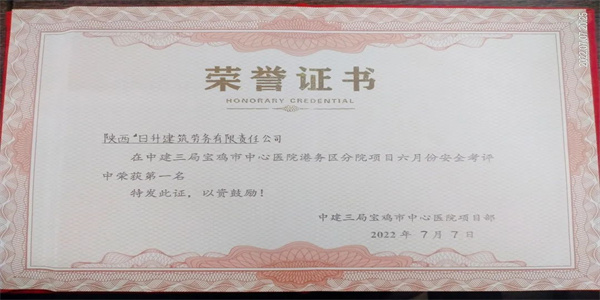 荣誉证书
HONORARY CREDENTIAL
陕西 日升建筑劳务有限责任公司
在中建三局宝鸡市中心医院港务区分院项目六月份安全考评
中荣获第一名
特发此证，以资鼓励！
中建三局宝鸡市中心医院项目部
2022 年 7 月 7 日